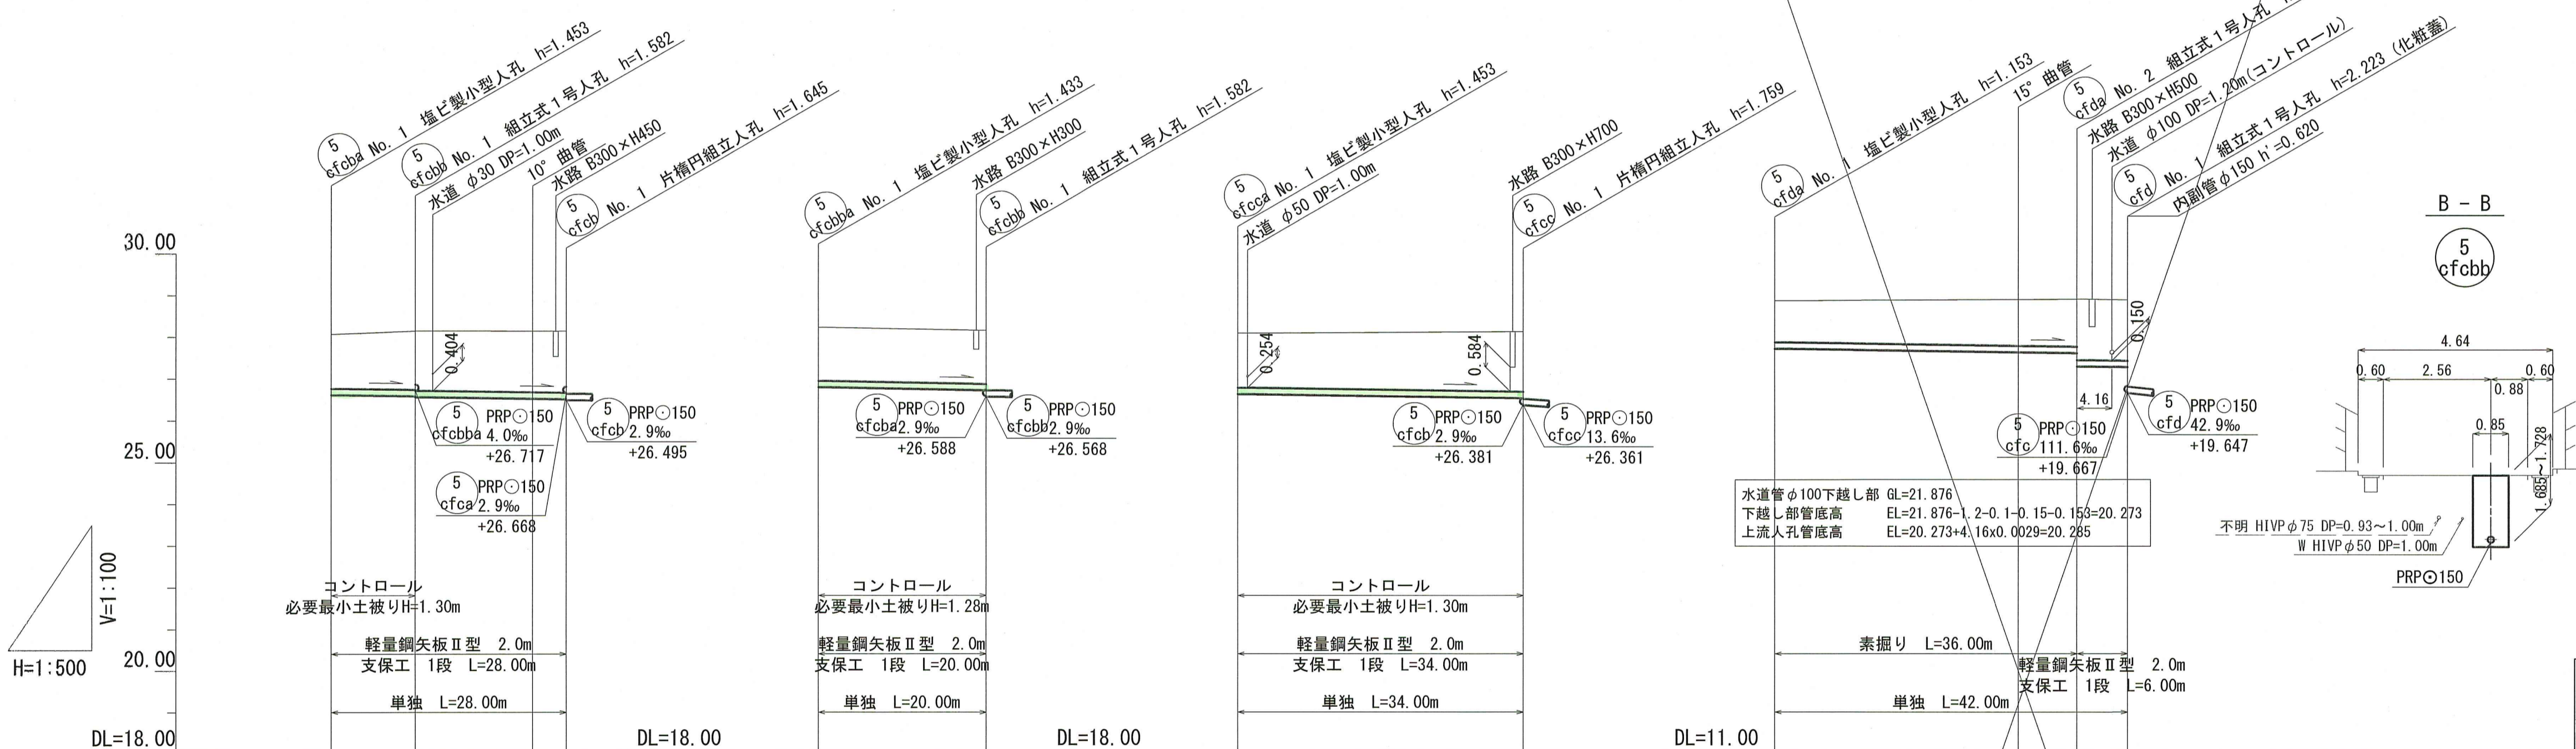 30.00
25.00
20.00
DL=18.00
V=1:100
H=1:500
5
cfcba No. 1 塩ビ製小型人孔 h=1.453
5
cfcbb No. 1 組立式1号人孔 h=1.582
水道 φ30 DP=1.00m
10° 曲管
水路 B300×H450
5
cfcb No. 1 片楕円組立人孔 h=1.645
0.404
5
cfcbba
PRP⊙150
4.0‰
+26.717
5
cfca
PRP⊙150
2.9‰
+26.668
5
cfcb
PRP⊙150
2.9‰
+26.495
コントロール
必要最小土被りH=1.30m
軽量鋼矢板Ⅱ型 2.0m
支保工 1段 L=28.00m
単独 L=28.00m
DL=18.00
5
cfcbba No. 1 塩ビ製小型人孔 h=1.433
水路 B300×H300
5
cfcbb No. 1 組立式1号人孔 h=1.582
5
cfcba
PRP⊙150
2.9‰
+26.588
5
cfcbb
PRP⊙150
2.9‰
+26.568
コントロール
必要最小土被りH=1.28m
軽量鋼矢板Ⅱ型 2.0m
支保工 1段 L=20.00m
単独 L=20.00m
DL=18.00
5
cfcca No. 1 塩ビ製小型人孔 h=1.453
水道 φ50 DP=1.00m
水路 B300×H700
5
cfcc No. 1 片楕円組立人孔 h=1.759
0.254
0.584
5
cfcb
PRP⊙150
2.9‰
+26.381
5
cfcc
PRP⊙150
13.6‰
+26.361
コントロール
必要最小土被りH=1.30m
軽量鋼矢板Ⅱ型 2.0m
支保工 1段 L=34.00m
単独 L=34.00m
DL=11.00
5
cfda No. 1 塩ビ製小型人孔 h=1.153
15° 曲管
5
cfda No. 2 組立式1号人孔
水路 B300×H500
水道 φ100 DP=1.20m(コントロール)
5
cfd No. 1 組立式1号人孔 h=2.223 (化粧蓋)
内副管φ150 h'=0.620
0.150
4.16
5
cfc
PRP⊙150
111.6‰
+19.667
5
cfd
PRP⊙150
42.9‰
+19.647
水道管φ100下越し部 GL=21.876
下越し部管底高 EL=21.876-1.2-0.1-0.15-0.153=20.273
上流人孔管底高 EL=20.273+4.16x0.0029=20.285
素掘り L=36.00m
軽量鋼矢板Ⅱ型 2.0m
支保工 1段 L=6.00m
単独 L=42.00m
B - B
5
cfcbb
4.64
0.60 2.56 0.88 0.60
0.85
1.685~1.728
不明 HIVPφ75 DP=0.93~1.00m
W HIVPφ50 DP=1.00m
PRP⊙150